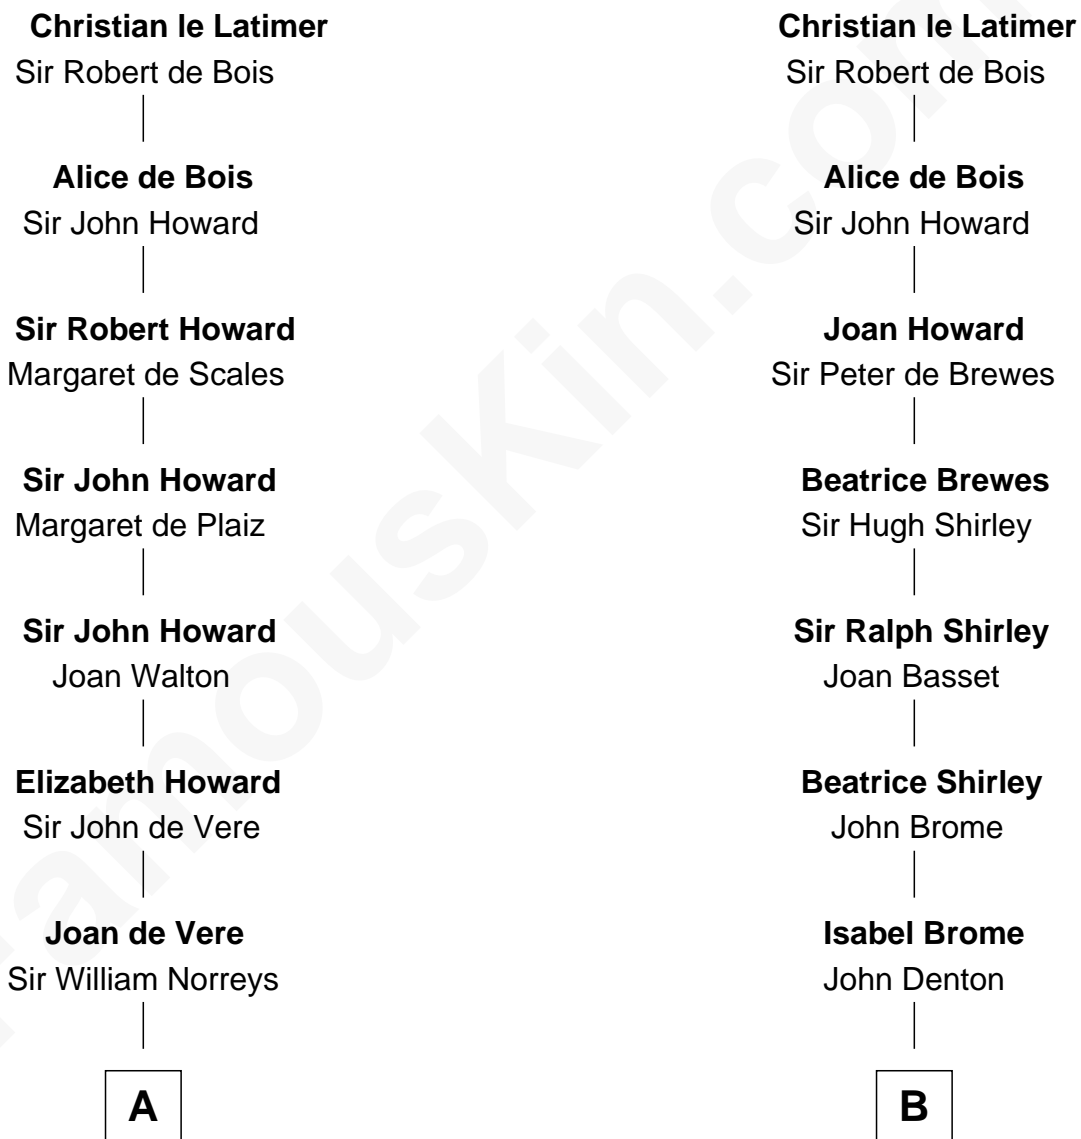 Christian le Latimer
Sir Robert de Bois
Alice de Bois
Sir John Howard
Sir Robert Howard
Margaret de Scales
Sir John Howard
Margaret de Plaiz
Sir John Howard
Joan Walton
Elizabeth Howard
Sir John de Vere
Joan de Vere
Sir William Norreys
A
Christian le Latimer
Sir Robert de Bois
Alice de Bois
Sir John Howard
Joan Howard
Sir Peter de Brewes
Beatrice Brewes
Sir Hugh Shirley
Sir Ralph Shirley
Joan Basset
Beatrice Shirley
John Brome
Isabel Brome
John Denton
B
famouskin.com